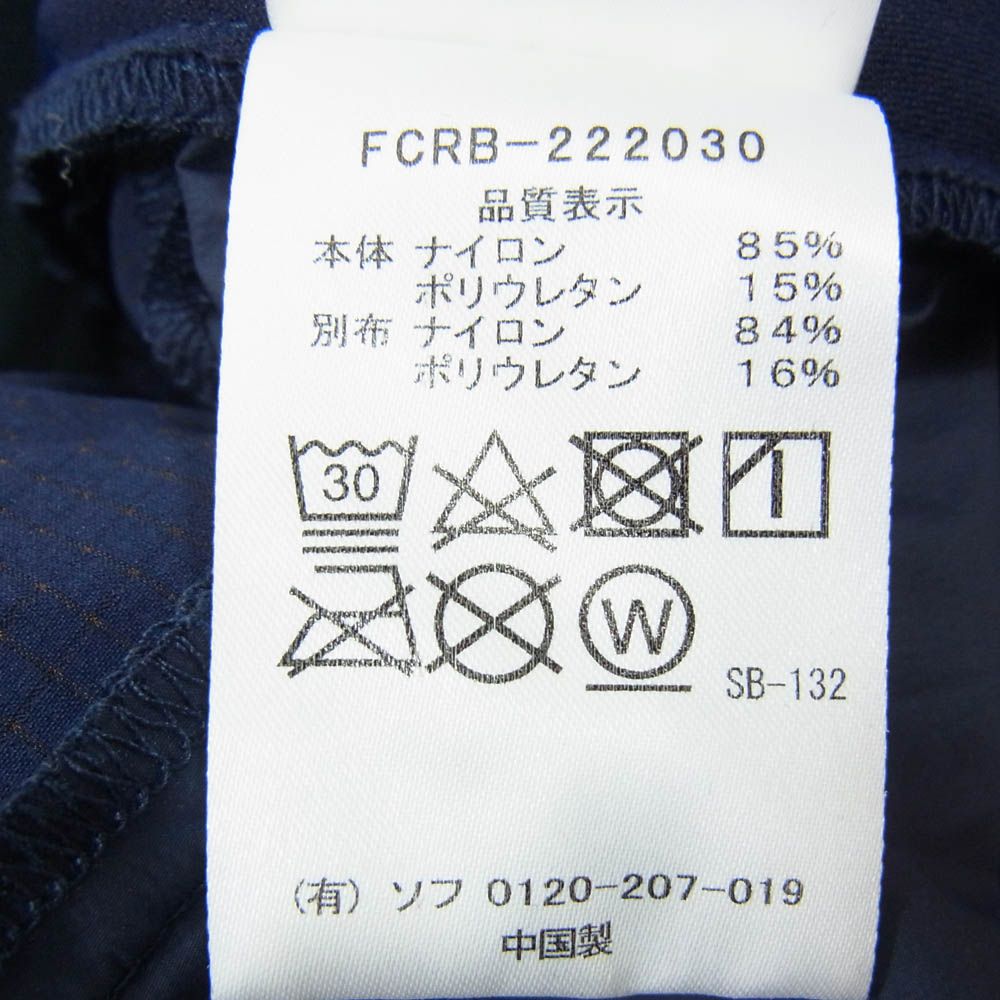 FCRB-222030
品質表示
本体 ナイロン 85%
ポリウレタン 15%
別布 ナイロン 84%
ポリウレタン 16%
30
W
SB-132
(有) ソフ 0120-207-019
中国製